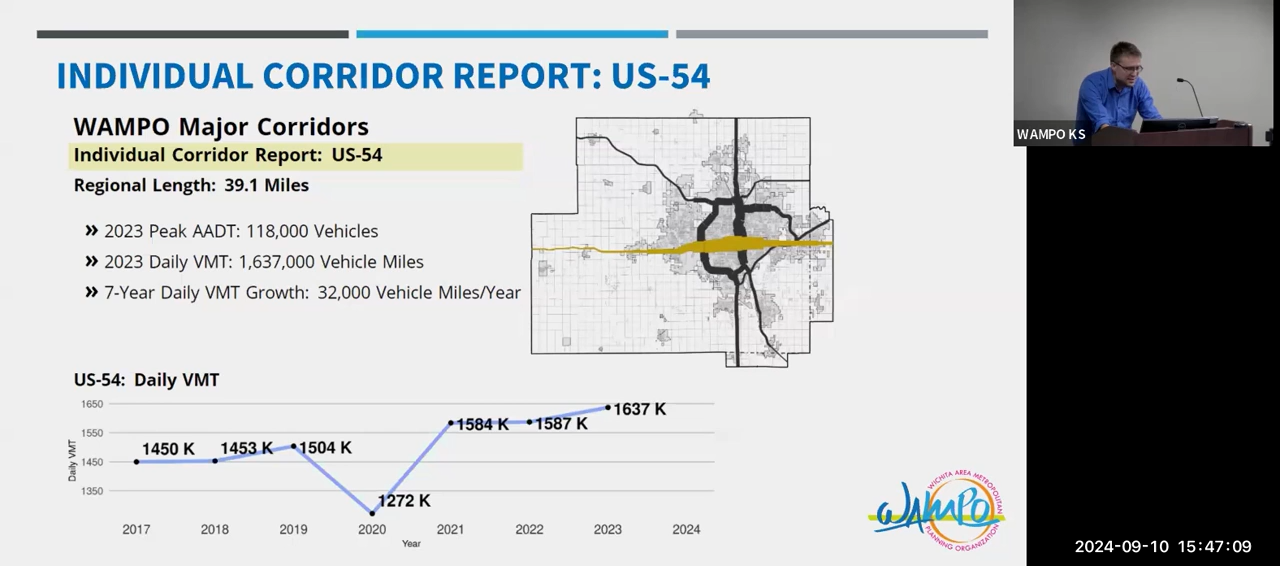 INDIVIDUAL CORRIDOR REPORT: US-54
WAMPO Major Corridors
Individual Corridor Report: US-54
Regional Length: 39.1 Miles
» 2023 Peak AADT: 118,000 Vehicles
» 2023 Daily VMT: 1,637,000 Vehicle Miles
» 7-Year Daily VMT Growth: 32,000 Vehicle Miles/Year
US-54: Daily VMT
Daily VMT
1650
1550
1450
1350
1450 K
1453 K
1504 K
1272 K
1584 K
1587 K
1637 K
2017 2018 2019 2020 2021 2022 2023 2024
Year
WICHITA AREA METROPOLITAN
WAMPO
PLANNING ORGANIZATION
WAMPO KS
2024-09-10 15:47:09